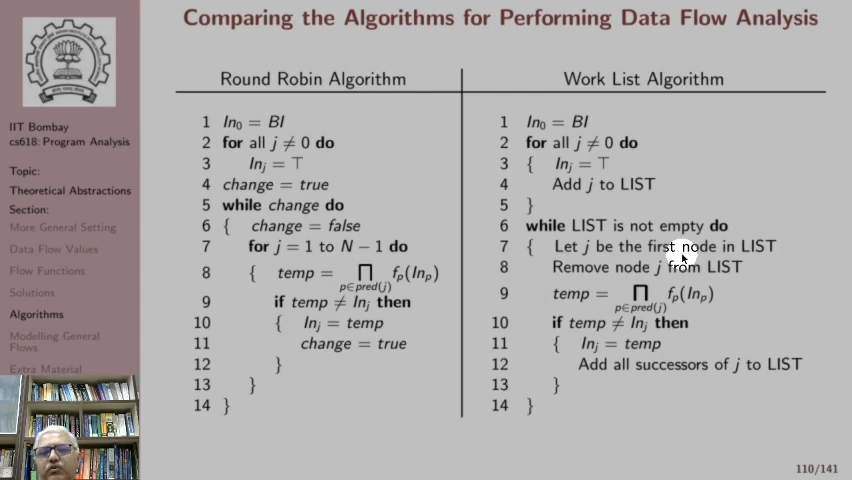 Comparing the Algorithms for Performing Data Flow Analysis
IIT Bombay
cs618: Program Analysis
Topic:
Theoretical Abstractions
Section:
More General Setting
Data Flow Values
Flow Functions
Solutions
Algorithms
Modelling General
Flows
Extra Material
Round Robin Algorithm
1 In₀ = BI
2 for all j ≠ 0 do
3 Inⱼ = ⊤
4 change = true
5 while change do
6 { change = false
7 for j = 1 to N − 1 do
8 { temp = ∏ fₚ(Inₚ)
p∈pred(j)
9 if temp ≠ Inⱼ then
10 { Inⱼ = temp
11 change = true
12 }
13 }
14 }
Work List Algorithm
1 In₀ = BI
2 for all j ≠ 0 do
3 { Inⱼ = ⊤
4 Add j to LIST
5 }
6 while LIST is not empty do
7 { Let j be the first node in LIST
8 Remove node j from LIST
9 temp = ∏ fₚ(Inₚ)
p∈pred(j)
10 if temp ≠ Inⱼ then
11 { Inⱼ = temp
12 Add all successors of j to LIST
13 }
14 }
110/141